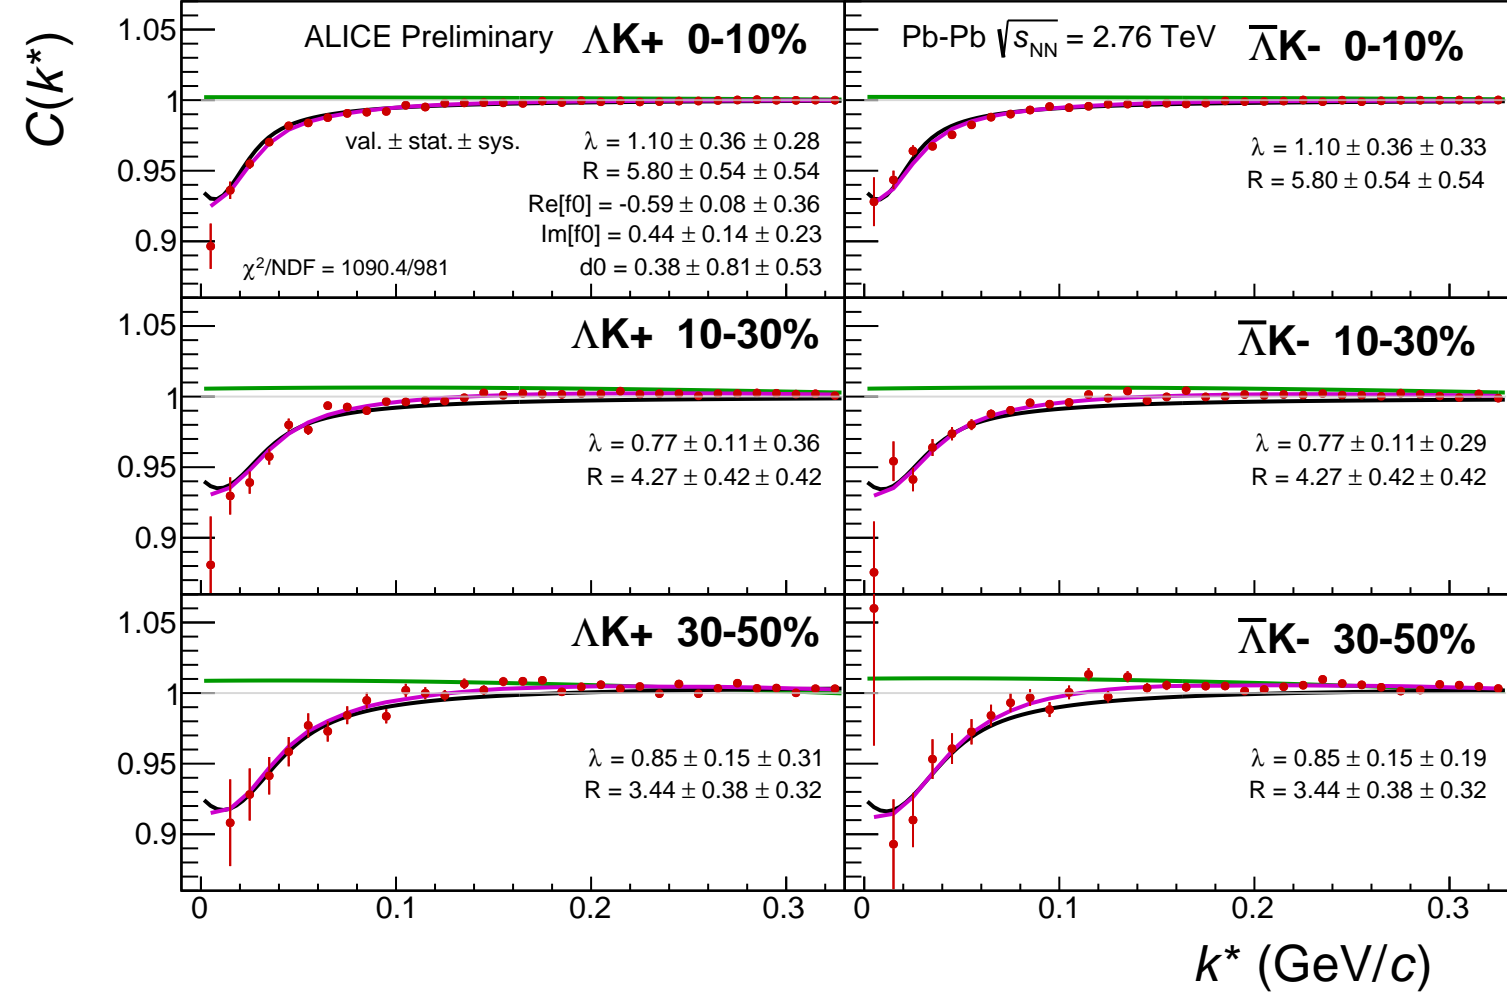 C(k*)
1.05
1
0.95
0.9
ALICE Preliminary
ΛK+ 0-10%
val. ± stat. ± sys.
λ = 1.10 ± 0.36 ± 0.28
R = 5.80 ± 0.54 ± 0.54
Re[f0] = -0.59 ± 0.08 ± 0.36
Im[f0] = 0.44 ± 0.14 ± 0.23
χ²/NDF = 1090.4/981
d0 = 0.38 ± 0.81 ± 0.53
Pb-Pb √s_NN = 2.76 TeV
Λ̅K- 0-10%
λ = 1.10 ± 0.36 ± 0.33
R = 5.80 ± 0.54 ± 0.54
1.05
1
0.95
0.9
ΛK+ 10-30%
λ = 0.77 ± 0.11 ± 0.36
R = 4.27 ± 0.42 ± 0.42
Λ̅K- 10-30%
λ = 0.77 ± 0.11 ± 0.29
R = 4.27 ± 0.42 ± 0.42
1.05
1
0.95
0.9
ΛK+ 30-50%
λ = 0.85 ± 0.15 ± 0.31
R = 3.44 ± 0.38 ± 0.32
Λ̅K- 30-50%
λ = 0.85 ± 0.15 ± 0.19
R = 3.44 ± 0.38 ± 0.32
0 0.1 0.2 0.3
0 0.1 0.2 0.3
k* (GeV/c)